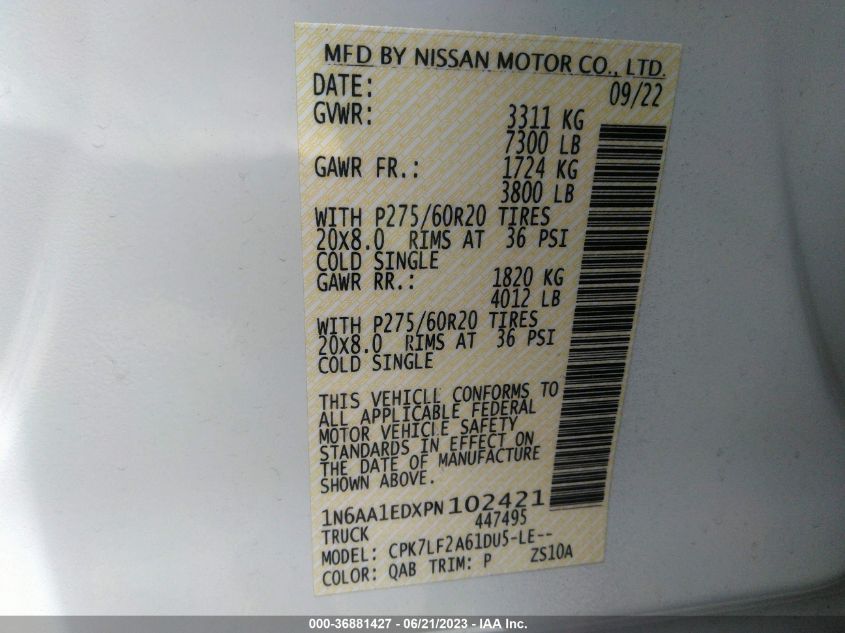 MFD BY NISSAN MOTOR CO., LTD.
DATE: 09/22
GVWR: 3311 KG
7300 LB
GAWR FR.: 1724 KG
3800 LB
WITH P275/60R20 TIRES
20X8.0 RIMS AT 36 PSI
COLD SINGLE
GAWR RR.: 1820 KG
4012 LB
WITH P275/60R20 TIRES
20X8.0 RIMS AT 36 PSI
COLD SINGLE
THIS VEHICLE CONFORMS TO
ALL APPLICABLE FEDERAL
MOTOR VEHICLE SAFETY
STANDARDS IN EFFECT ON
THE DATE OF MANUFACTURE
SHOWN ABOVE.
1N6AA1EDXPN102421
TRUCK 447495
MODEL: CPK7LF2A61DU5-LE--
COLOR: QAB TRIM: P ZS10A
000-36881427 - 06/21/2023 - IAA Inc.